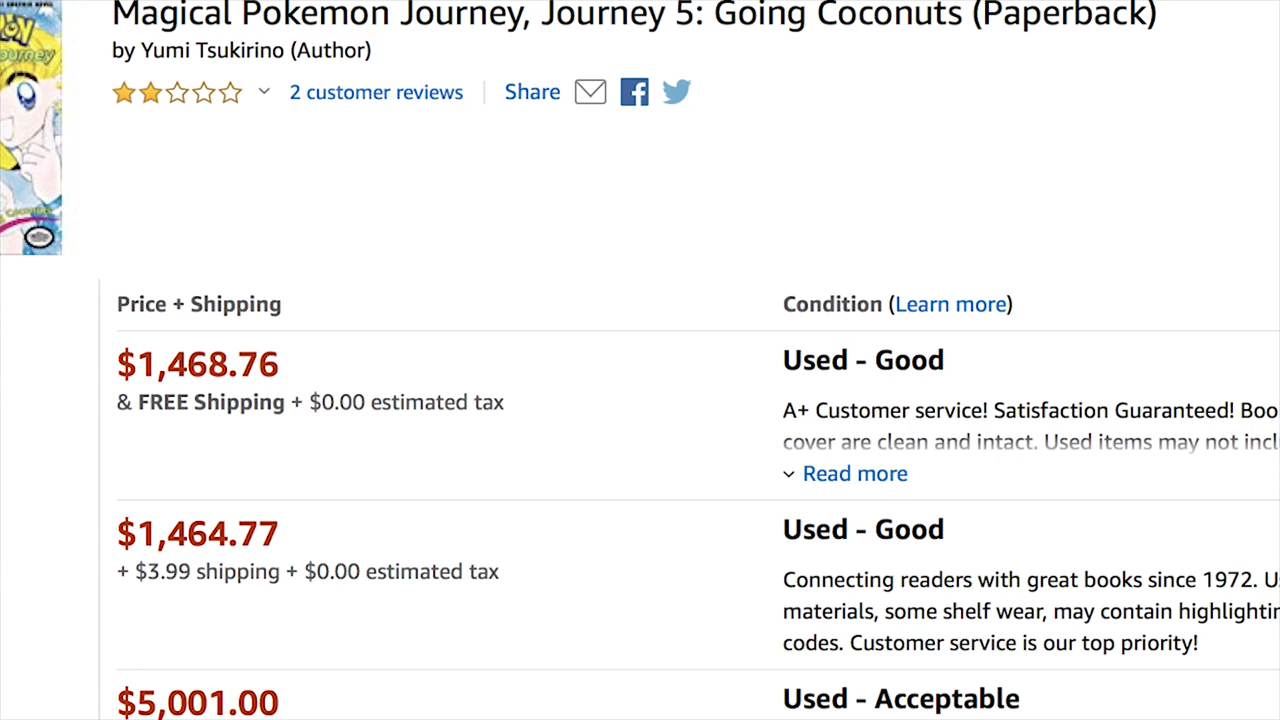 Magical Pokemon Journey, Journey 5: Going Coconuts (Paperback)
by Yumi Tsukirino (Author)
2 customer reviews
Share
Price + Shipping
Condition (Learn more)
$1,468.76
& FREE Shipping + $0.00 estimated tax
Used - Good
A+ Customer service! Satisfaction Guaranteed! Boo
cover are clean and intact. Used items may not incl
Read more
$1,464.77
+ $3.99 shipping + $0.00 estimated tax
Used - Good
Connecting readers with great books since 1972. U
materials, some shelf wear, may contain highlightin
codes. Customer service is our top priority!
$5,001.00
Used - Acceptable